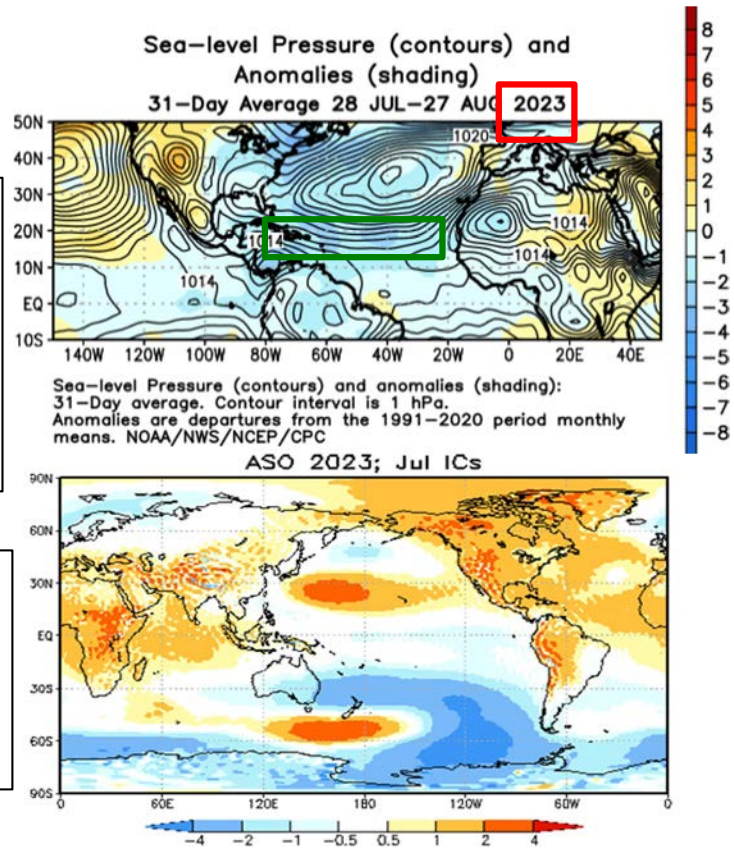 Sea-level Pressure (contours) and
Anomalies (shading)
31-Day Average 28 JUL-27 AUG 2023
8
7
6
5
4
3
2
1
0
-1
-2
-3
-4
-5
-6
-7
-8
50N
40N
30N
20N
10N
EQ
10S
1020
1014
1014
1014
1014
140W 120W 100W 80W 60W 40W 20W 0 20E 40E
Sea-level Pressure (contours) and anomalies (shading):
31-Day average. Contour interval is 1 hPa.
Anomalies are departures from the 1991-2020 period monthly
means. NOAA/NWS/NCEP/CPC
ASO 2023; Jul ICs
90N
60N
30N
EQ
30S
60S
90S
0 60E 120E 180 120W 60W 0
-4 -2 -1 -0.5 0.5 1 2 4